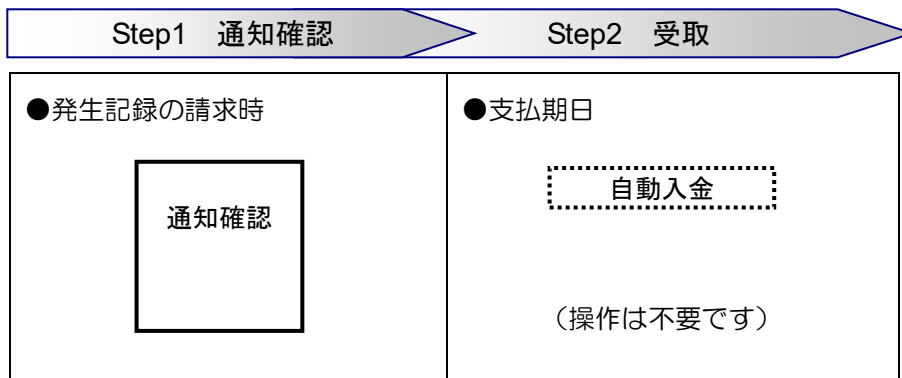 Step1 通知確認
Step2 受取
●発生記録の請求時
通知確認
●支払期日
自動入金
（操作は不要です）